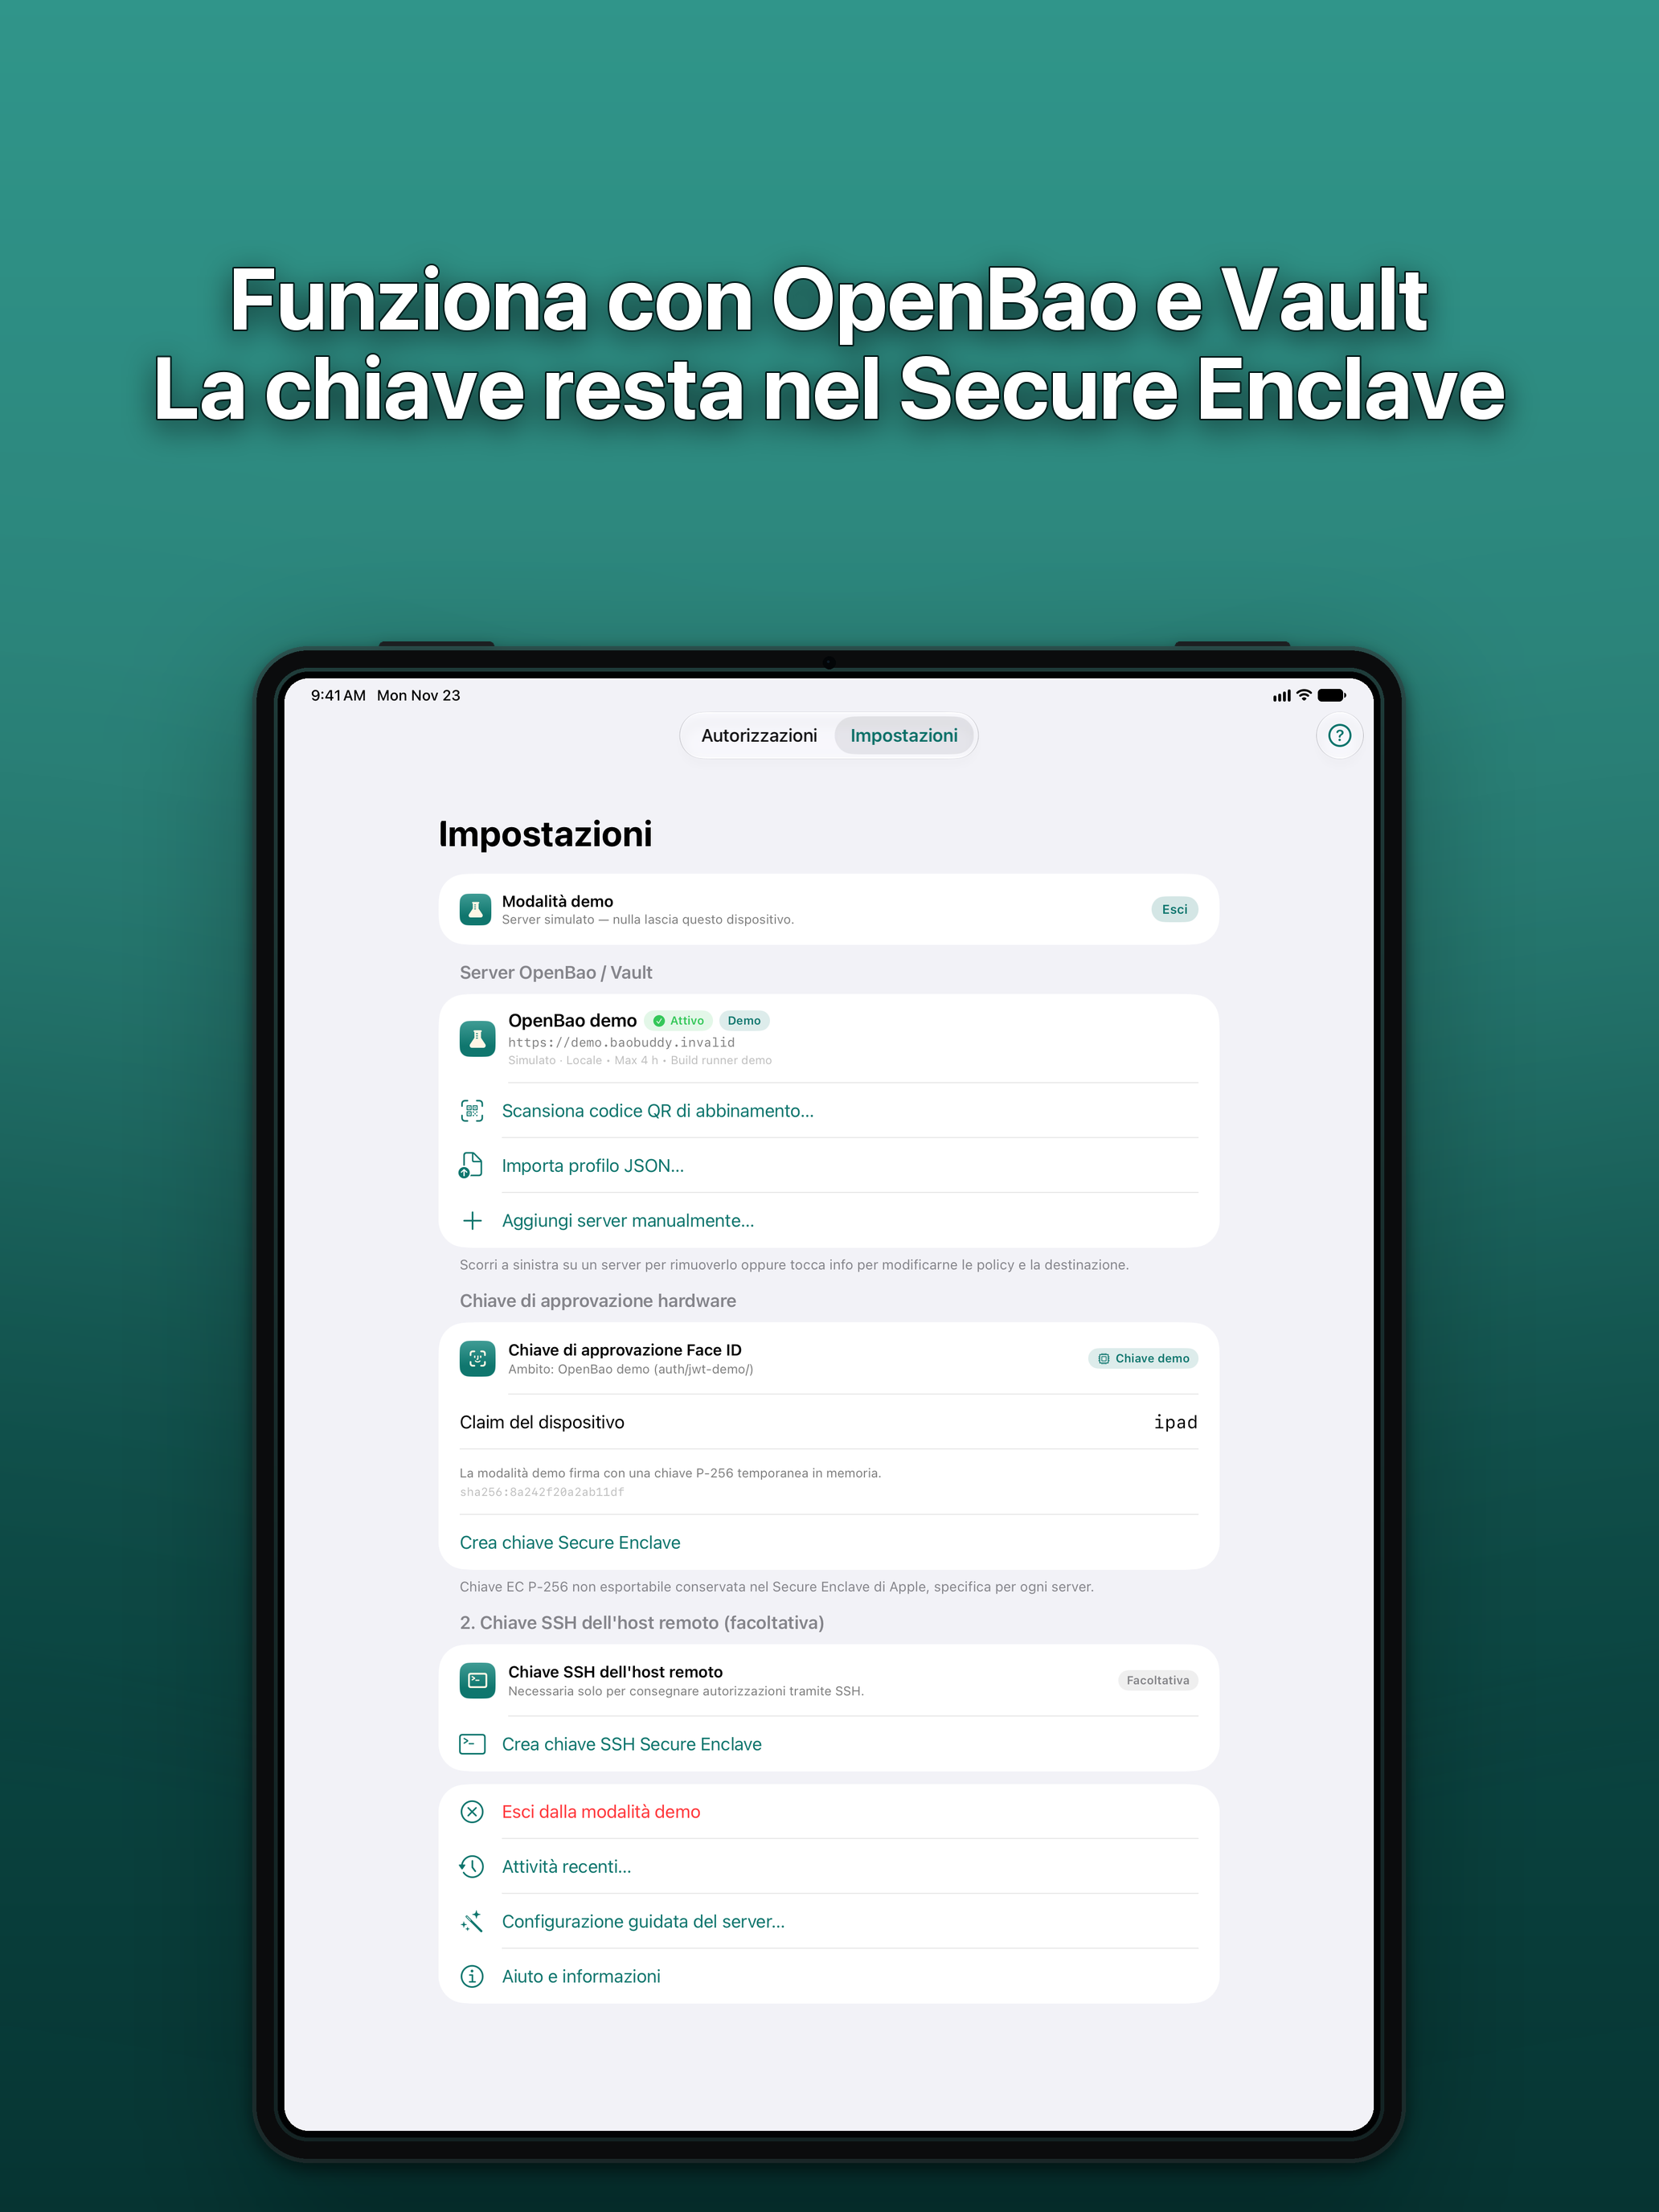 Funziona con OpenBao e Vault
La chiave resta nel Secure Enclave
9:41 AM Mon Nov 23
Autorizzazioni Impostazioni
Impostazioni
Modalità demo
Server simulato — nulla lascia questo dispositivo.
Esci
Server OpenBao / Vault
OpenBao demo Attivo Demo
https://demo.baobuddy.invalid
Simulato · Locale • Max 4 h • Build runner demo
Scansiona codice QR di abbinamento...
Importa profilo JSON...
Aggiungi server manualmente...
Scorri a sinistra su un server per rimuoverlo oppure tocca info per modificarne le policy e la destinazione.
Chiave di approvazione hardware
Chiave di approvazione Face ID
Ambito: OpenBao demo (auth/jwt-demo/)
Chiave demo
Claim del dispositivo ipad
La modalità demo firma con una chiave P-256 temporanea in memoria.
sha256:8a242f20a2ab11df
Crea chiave Secure Enclave
Chiave EC P-256 non esportabile conservata nel Secure Enclave di Apple, specifica per ogni server.
2. Chiave SSH dell'host remoto (facoltativa)
Chiave SSH dell'host remoto
Necessaria solo per consegnare autorizzazioni tramite SSH.
Facoltativa
Crea chiave SSH Secure Enclave
Esci dalla modalità demo
Attività recenti...
Configurazione guidata del server...
Aiuto e informazioni